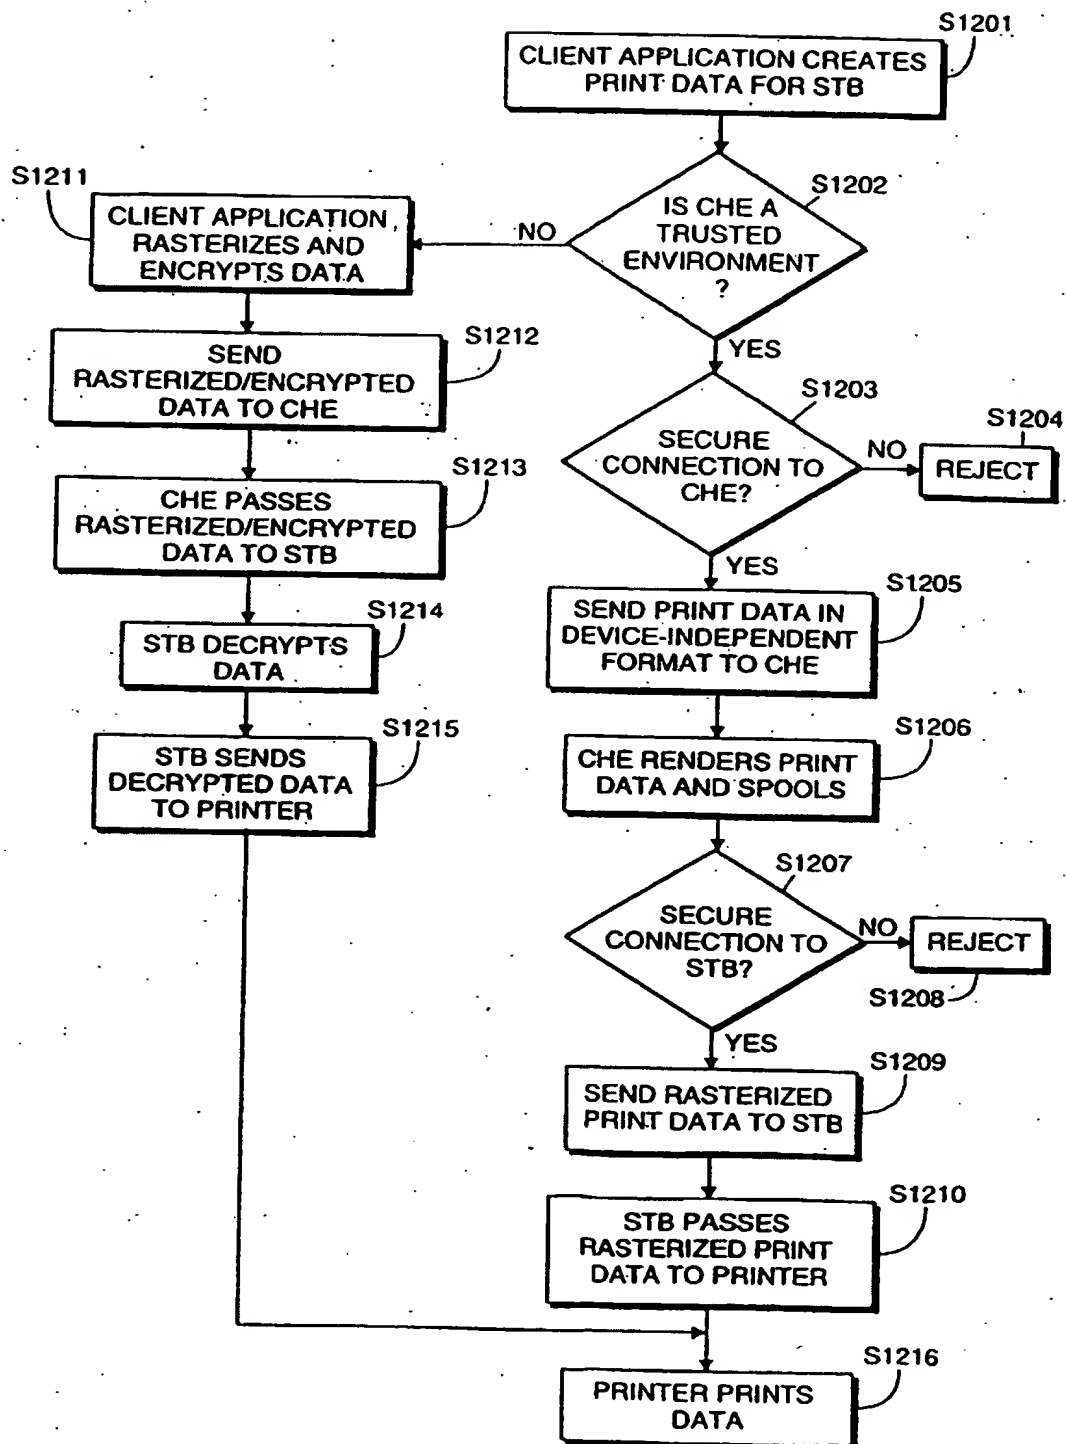 S1201
CLIENT APPLICATION CREATES
PRINT DATA FOR STB
S1202
IS CHE A
TRUSTED
ENVIRONMENT
?
NO
YES
S1211
CLIENT APPLICATION,
RASTERIZES AND
ENCRYPTS DATA
S1212
SEND
RASTERIZED/ENCRYPTED
DATA TO CHE
S1213
CHE PASSES
RASTERIZED/ENCRYPTED
DATA TO STB
S1214
STB DECRYPTS
DATA
S1215
STB SENDS
DECRYPTED DATA
TO PRINTER
S1203
SECURE
CONNECTION TO
CHE?
NO
S1204
REJECT
YES
S1205
SEND PRINT DATA IN
DEVICE-INDEPENDENT
FORMAT TO CHE
S1206
CHE RENDERS PRINT
DATA AND SPOOLS
S1207
SECURE
CONNECTION TO
STB?
NO
REJECT
S1208
YES
S1209
SEND RASTERIZED
PRINT DATA TO STB
S1210
STB PASSES
RASTERIZED PRINT
DATA TO PRINTER
S1216
PRINTER PRINTS
DATA